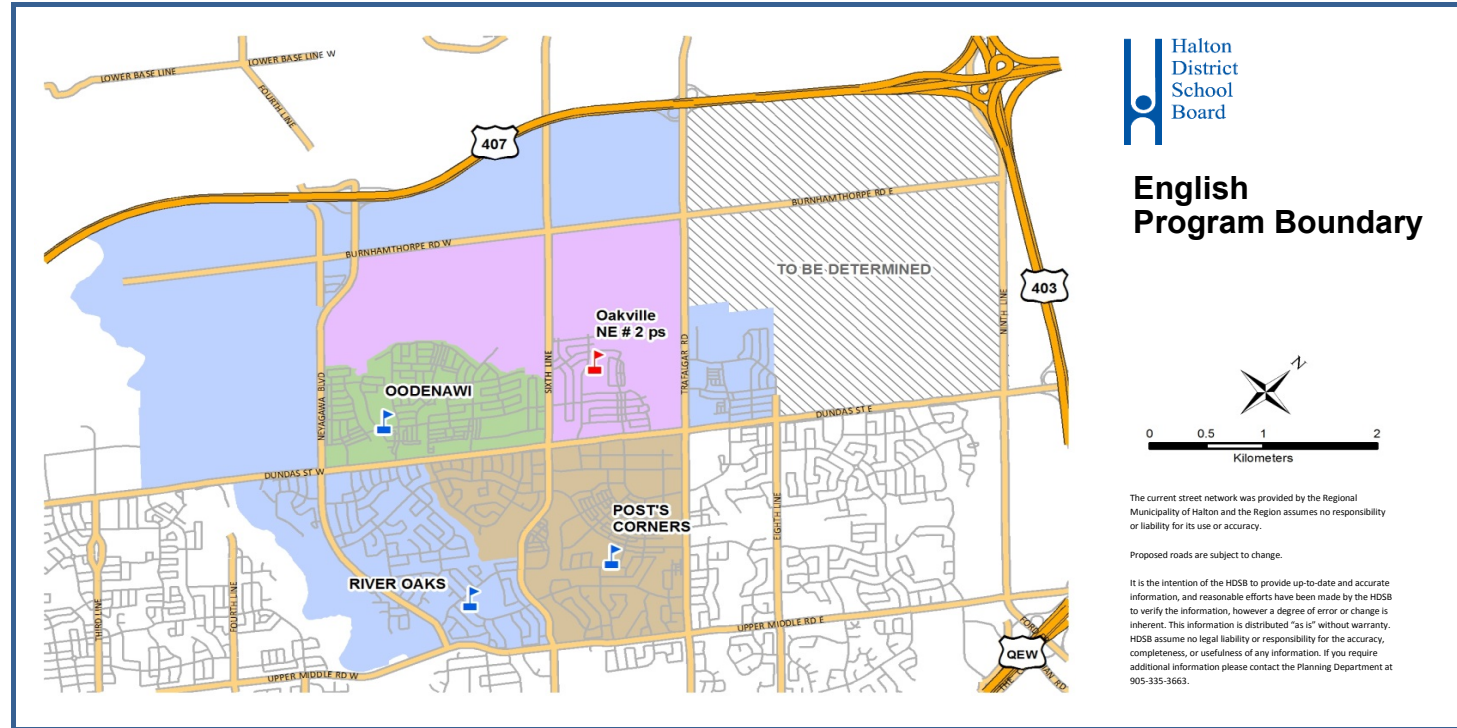 LOWER BASE LINE
LOWER BASE LINE W
FOURTH LINE
407
BURNHAMTHORPE RD W
BURNHAMTHORPE RD E
TO BE DETERMINED
403
NINTH LINE
Oakville
NE # 2 ps
SIXTH LINE
TRAFALGAR RD
NEYAGAWA BLVD
OODENAWI
DUNDAS ST E
DUNDAS ST W
POST'S
CORNERS
EIGHTH LINE
RIVER OAKS
THIRD LINE
FOURTH LINE
UPPER MIDDLE RD E
UPPER MIDDLE RD W
QEW
Halton
District
School
Board
English
Program Boundary
N
0 0.5 1 2
Kilometers
The current street network was provided by the Regional
Municipality of Halton and the Region assumes no responsibility
or liability for its use or accuracy.
Proposed roads are subject to change.
It is the intention of the HDSB to provide up-to-date and accurate
information, and reasonable efforts have been made by the HDSB
to verify the information, however a degree of error or change is
inherent. This information is distributed “as is” without warranty.
HDSB assume no legal liability or responsibility for the accuracy,
completeness, or usefulness of any information. If you require
additional information please contact the Planning Department at
905-335-3663.